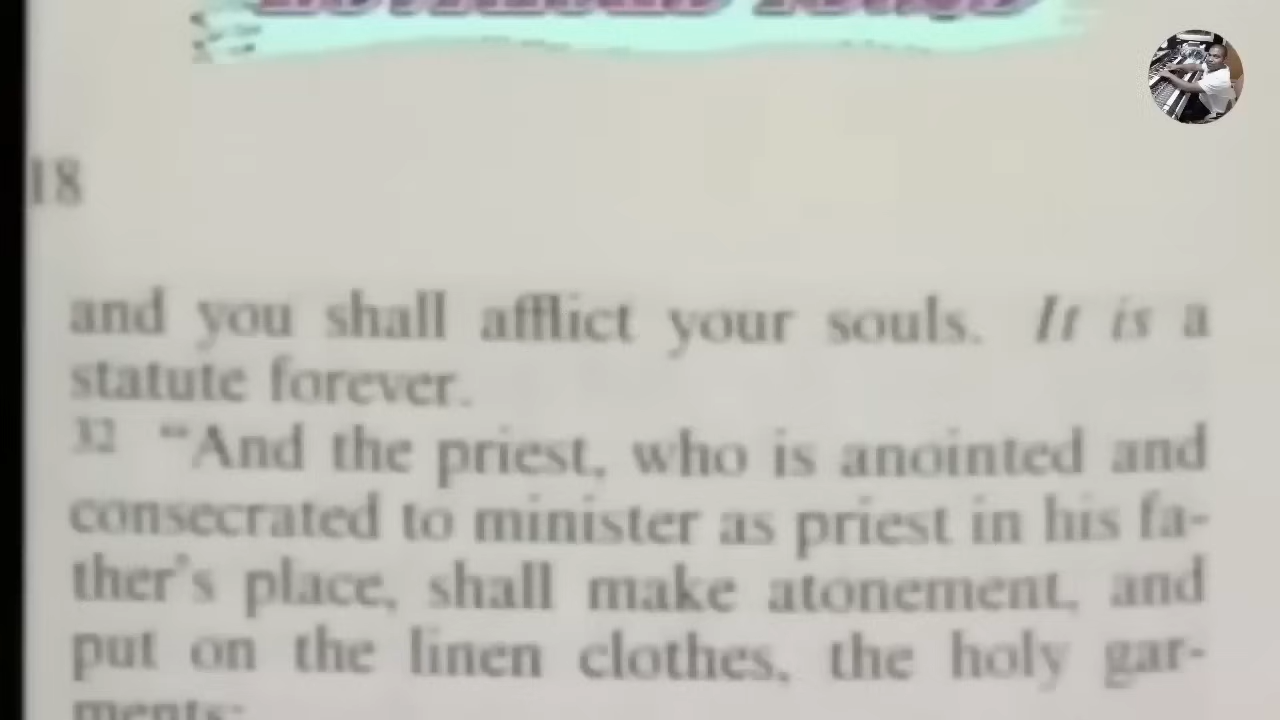 18
and you shall afflict your souls. It is a
statute forever.
32 “And the priest, who is anointed and
consecrated to minister as priest in his fa-
ther’s place, shall make atonement, and
put on the linen clothes, the holy gar-
ments;